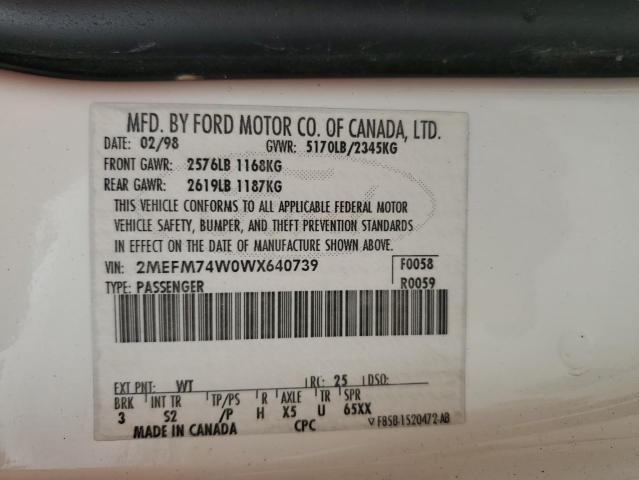 MFD. BY FORD MOTOR CO. OF CANADA, LTD.
DATE: 02/98 GVWR: 5170LB/2345KG
FRONT GAWR: 2576LB 1168KG
REAR GAWR: 2619LB 1187KG
THIS VEHICLE CONFORMS TO ALL APPLICABLE FEDERAL MOTOR
VEHICLE SAFETY, BUMPER, AND THEFT PREVENTION STANDARDS
IN EFFECT ON THE DATE OF MANUFACTURE SHOWN ABOVE.
VIN: 2MEFM74W0WX640739 F0058
TYPE: PASSENGER R0059
EXT PNT: WT RC: 25 DSO:
BRK INT TR TP/PS R AXLE TR SPR
3 S2 /P H X5 U 65XX
MADE IN CANADA CPC F85B-1520472-AB